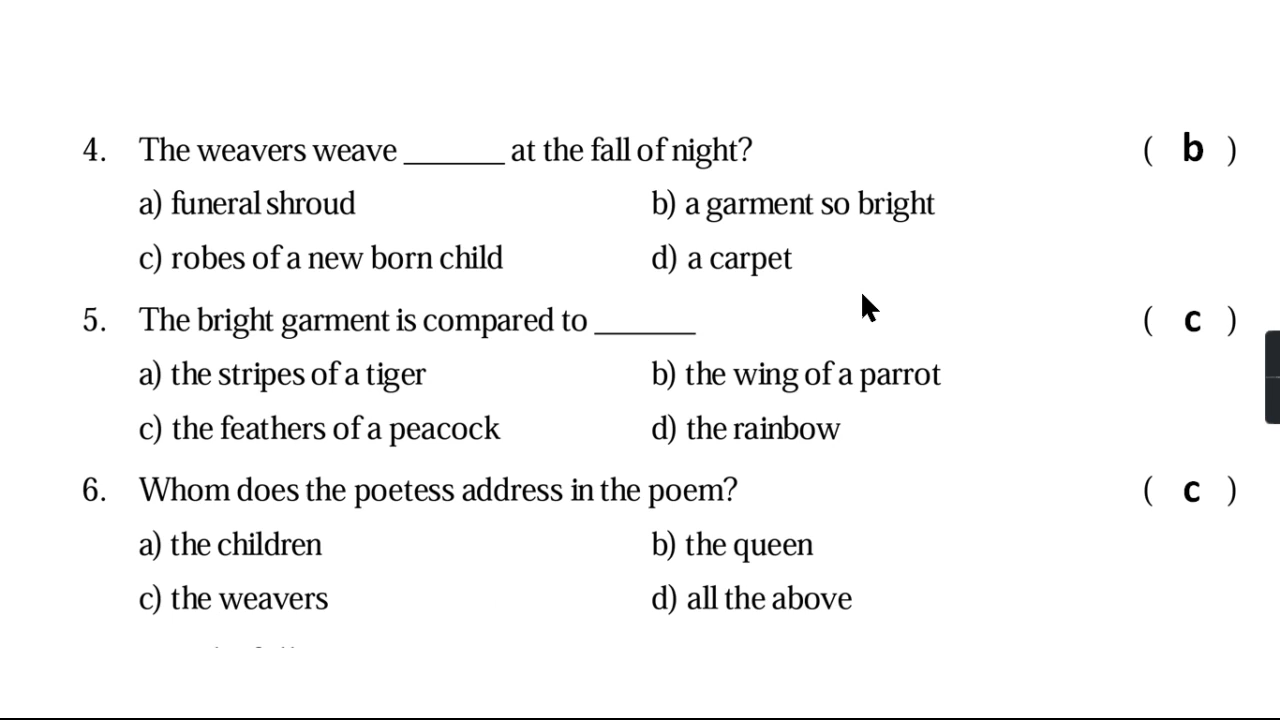 4. The weavers weave _______ at the fall of night? ( b )
a) funeral shroud b) a garment so bright
c) robes of a new born child d) a carpet
5. The bright garment is compared to _______ ( c )
a) the stripes of a tiger b) the wing of a parrot
c) the feathers of a peacock d) the rainbow
6. Whom does the poetess address in the poem? ( c )
a) the children b) the queen
c) the weavers d) all the above